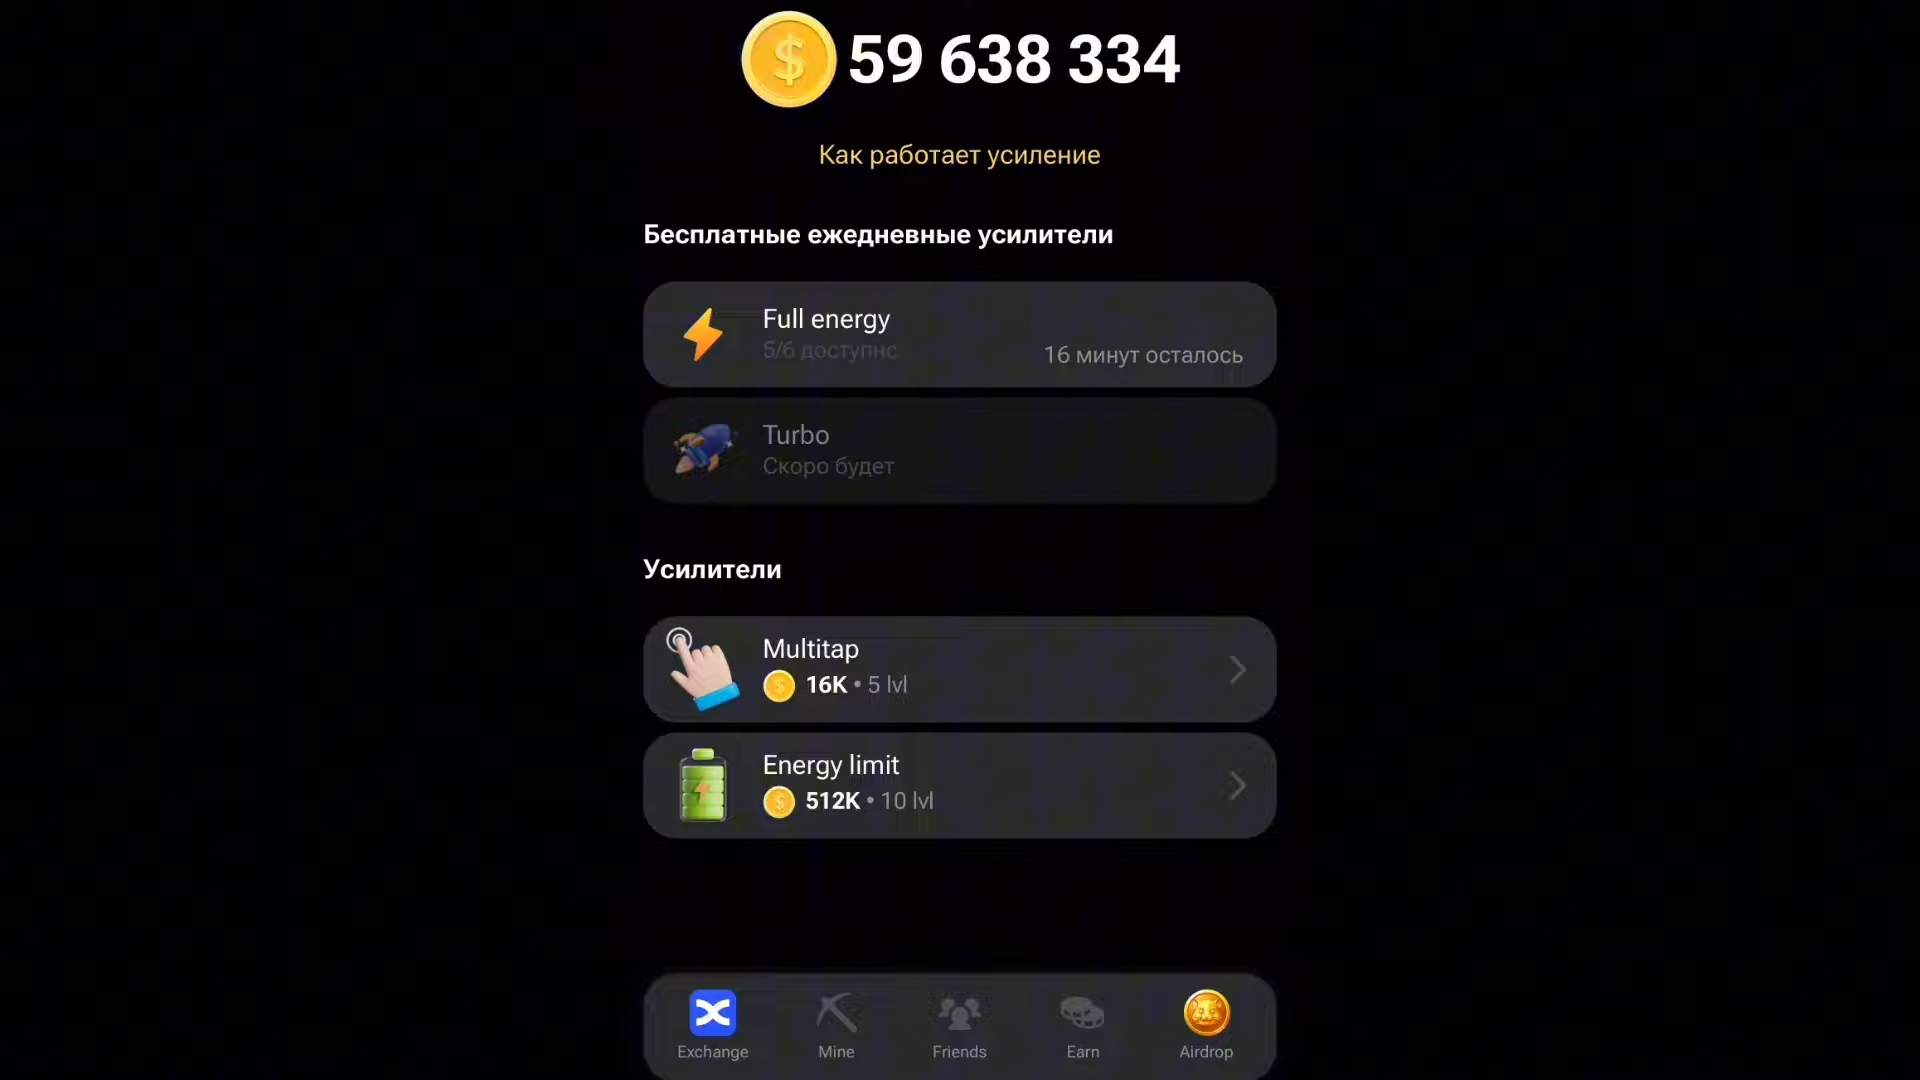 59 638 334
Как работает усиление
Бесплатные ежедневные усилители
Full energy
5/6 доступно
16 минут осталось
Turbo
Скоро будет
Усилители
Multitap
16K • 5 lvl
Energy limit
512K • 10 lvl
Exchange Mine Friends Earn Airdrop